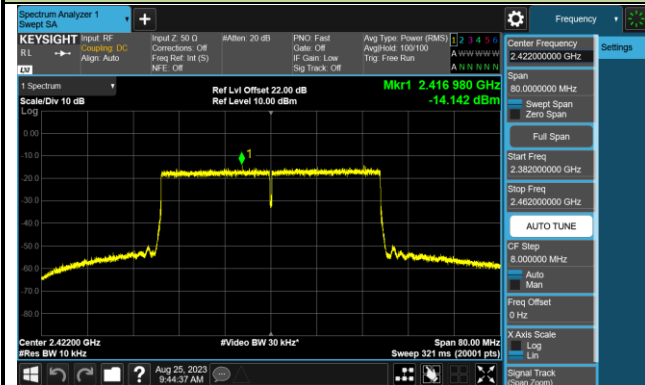 Spectrum Analyzer 1
Swept SA
+
Frequency
KEYSIGHT
Input: RF
Input Z: 50 Ω
#Atten: 20 dB
PNO: Fast
Avg Type: Power (RMS)
1 2 3 4 5 6
RL
Coupling: DC
Corrections: Off
Gate: Off
Avg|Hold: 100/100
A W W W W W
Align: Auto
Freq Ref: Int (S)
IF Gain: Low
Trig: Free Run
LXI
NFE: Off
Sig Track: Off
A N N N N N
1 Spectrum
Ref Lvl Offset 22.00 dB
Mkr1 2.416 980 GHz
Scale/Div 10 dB
Ref Level 10.00 dBm
-14.142 dBm
Log
0.00
-10.0
-20.0
-30.0
-40.0
-50.0
-60.0
-70.0
-80.0
1
Center 2.42200 GHz
#Video BW 30 kHz*
Span 80.00 MHz
#Res BW 10 kHz
Sweep 321 ms (20001 pts)
Center Frequency
2.422000000 GHz
Settings
Span
80.0000000 MHz
Swept Span
Zero Span
Full Span
Start Freq
2.382000000 GHz
Stop Freq
2.462000000 GHz
AUTO TUNE
CF Step
8.000000 MHz
Auto
Man
Freq Offset
0 Hz
X Axis Scale
Log
Lin
Signal Track
(Span Zoom)
?
Aug 25, 2023
9:44:37 AM